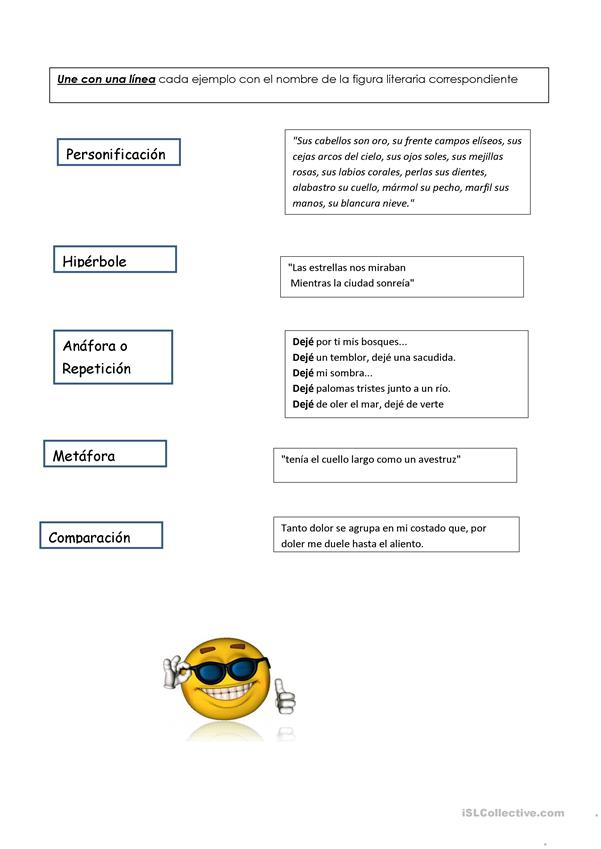 Une con una línea cada ejemplo con el nombre de la figura literaria correspondiente
Personificación
"Sus cabellos son oro, su frente campos elíseos, sus
cejas arcos del cielo, sus ojos soles, sus mejillas
rosas, sus labios corales, perlas sus dientes,
alabastro su cuello, mármol su pecho, marfil sus
manos, su blancura nieve."
Hipérbole
"Las estrellas nos miraban
Mientras la ciudad sonreía"
Anáfora o
Repetición
Dejé por ti mis bosques...
Dejé un temblor, dejé una sacudida.
Dejé mi sombra...
Dejé palomas tristes junto a un río.
Dejé de oler el mar, dejé de verte
Metáfora
"tenía el cuello largo como un avestruz"
Comparación
Tanto dolor se agrupa en mi costado que, por
doler me duele hasta el aliento.
iSLCollective.com